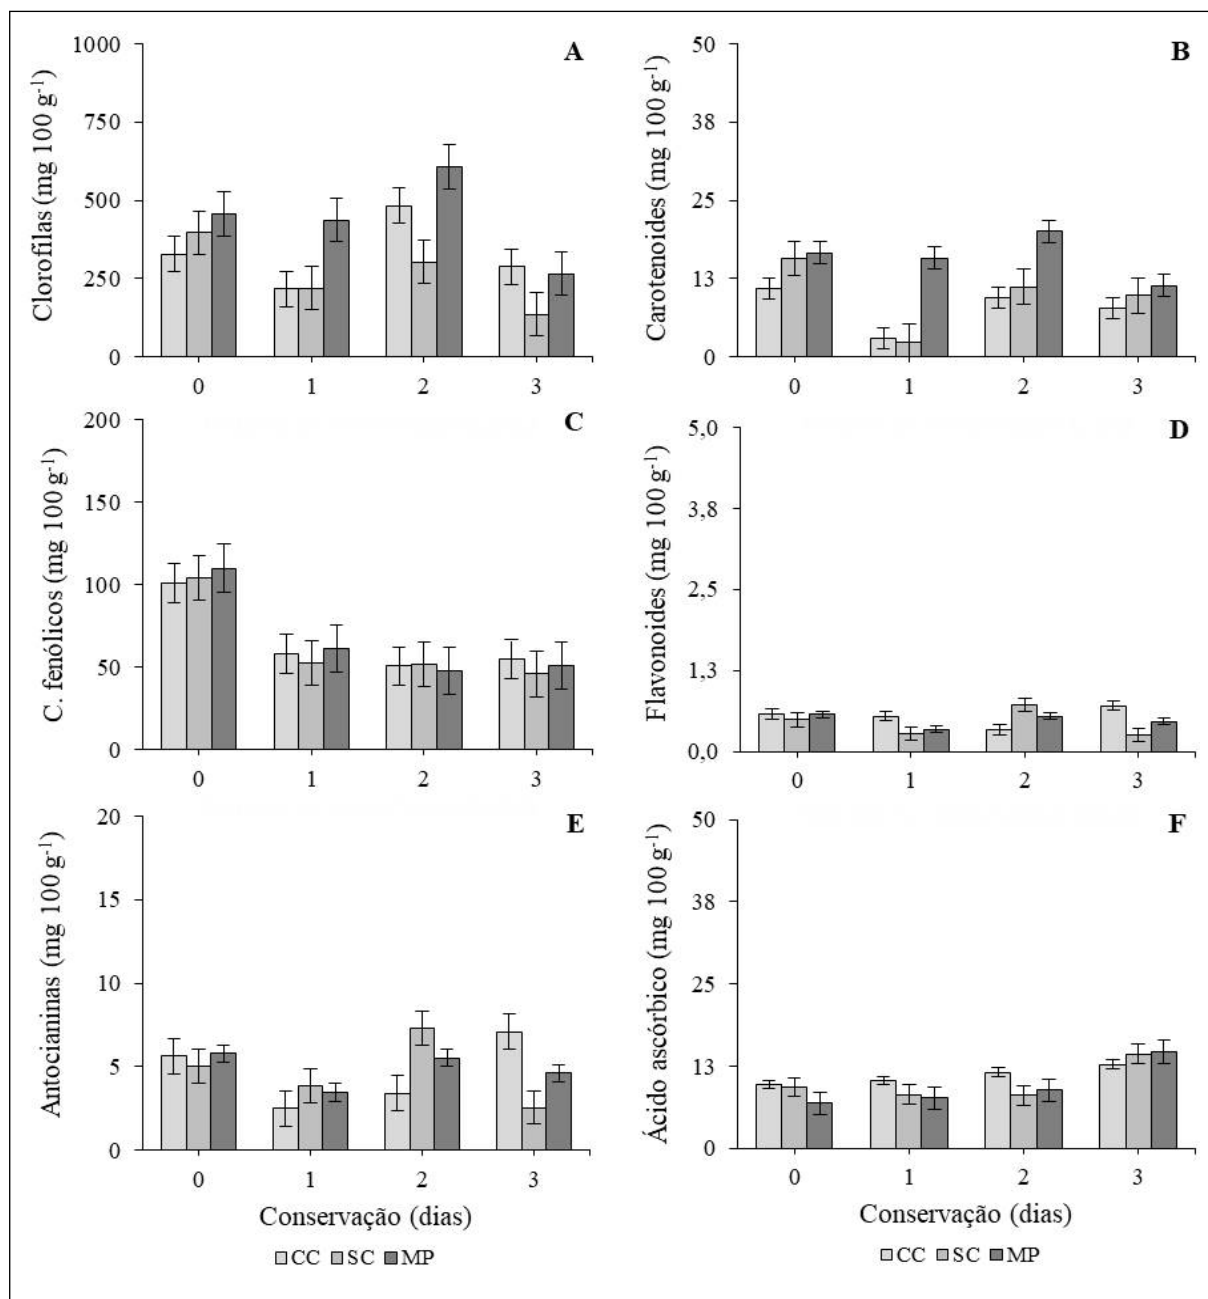 A
Clorofilas (mg 100 g⁻¹)
1000
750
500
250
0
0 1 2 3
B
Carotenoides (mg 100 g⁻¹)
50
38
25
13
0
0 1 2 3
C
C. fenólicos (mg 100 g⁻¹)
200
150
100
50
0
0 1 2 3
D
Flavonoides (mg 100 g⁻¹)
5,0
3,8
2,5
1,3
0,0
0 1 2 3
E
Antocianinas (mg 100 g⁻¹)
20
15
10
5
0
0 1 2 3
Conservação (dias)
CC SC MP
F
Ácido ascórbico (mg 100 g⁻¹)
50
38
25
13
0
0 1 2 3
Conservação (dias)
CC SC MP